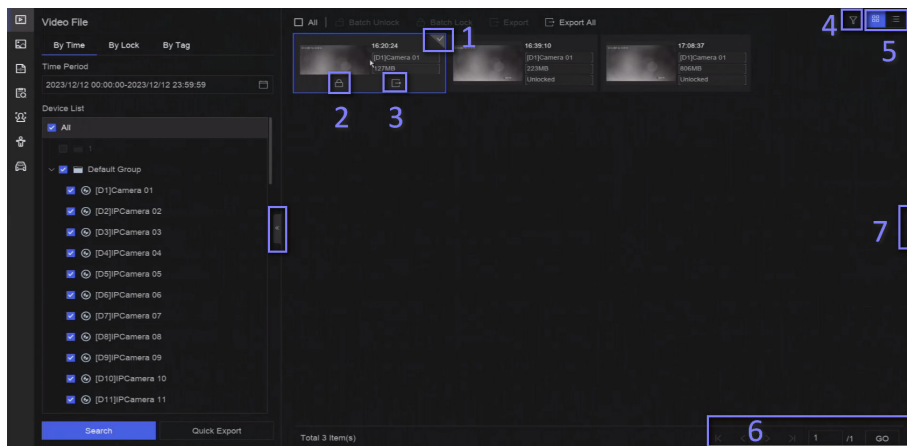 Video File
By Time By Lock By Tag
Time Period
2023/12/12 00:00:00-2023/12/12 23:59:59
Device List
All
1
Default Group
[D1]Camera 01
[D2]IPCamera 02
[D3]IPCamera 03
[D4]IPCamera 04
[D5]IPCamera 05
[D6]IPCamera 06
[D7]IPCamera 07
[D8]IPCamera 08
[D9]IPCamera 09
[D10]IPCamera 10
[D11]IPCamera 11
Search Quick Export
All Batch Unlock Batch Lock Export Export All
16:20:24
[D1]Camera 01
127MB
16:39:10
[D1]Camera 01
223MB
Unlocked
17:08:37
[D1]Camera 01
806MB
Unlocked
1
2
3
4
5
6
7
Total 3 Item(s)
1 /1 GO